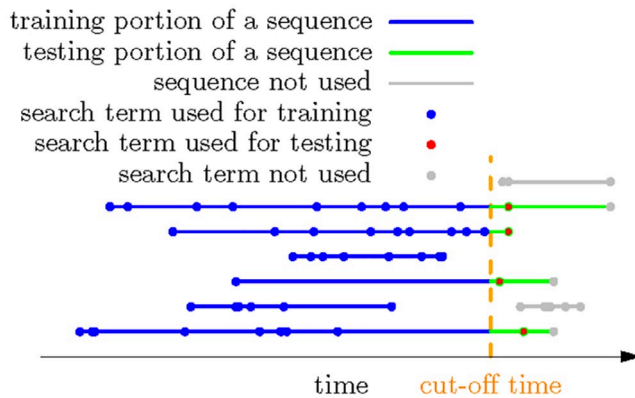 training portion of a sequence
testing portion of a sequence
sequence not used
search term used for training
search term used for testing
search term not used
time
cut-off time